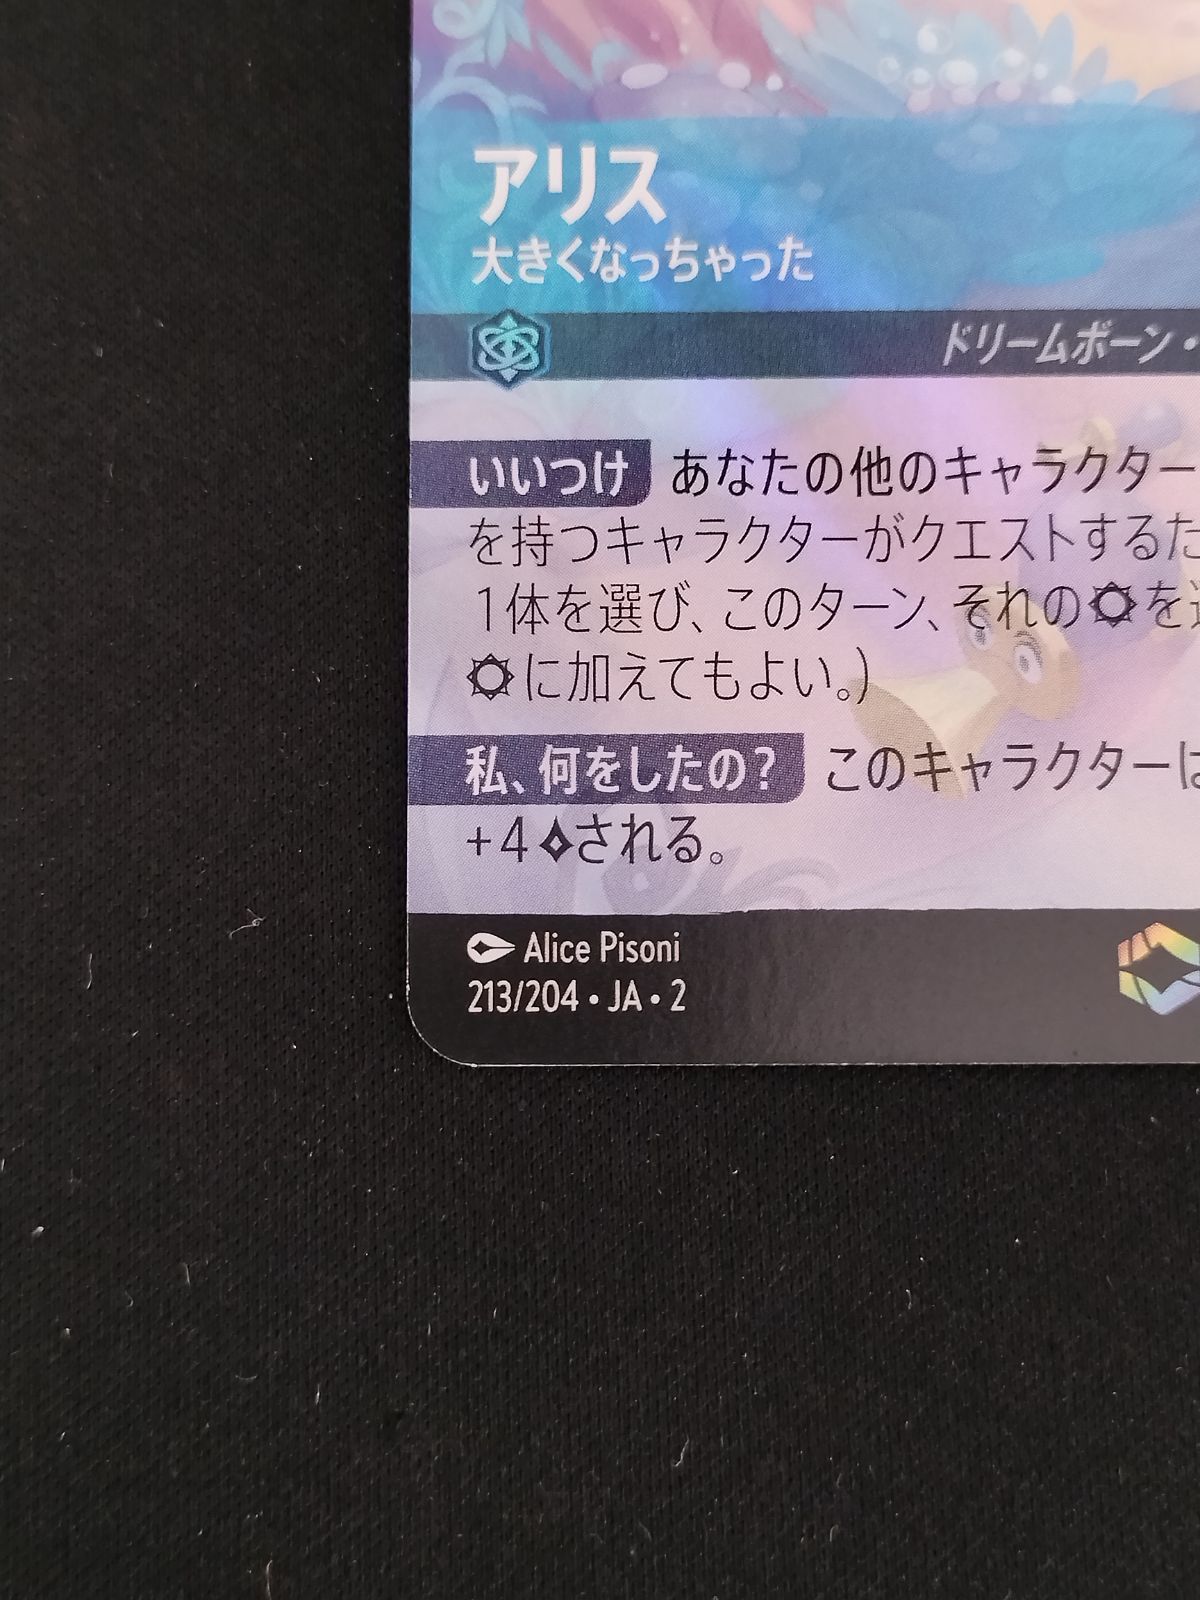 アリス
大きくなっちゃった
ドリームボーン・
いいつけ あなたの他のキャラクター
を持つキャラクターがクエストするた
1体を選び、このターン、それの を
に加えてもよい。)
私、何をしたの? このキャラクターは
+4 される。
Alice Pisoni
213/204 • JA • 2